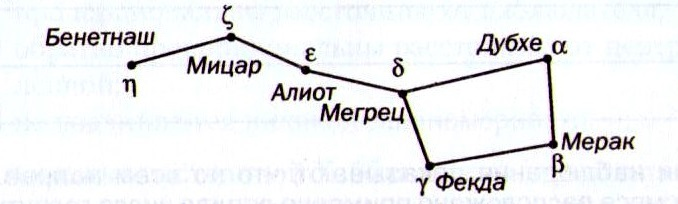 Бенетнаш
η
ζ
Мицар
ε
Алиот
δ
Мегрец
Дубхе α
Мерак
β
γ Фекда